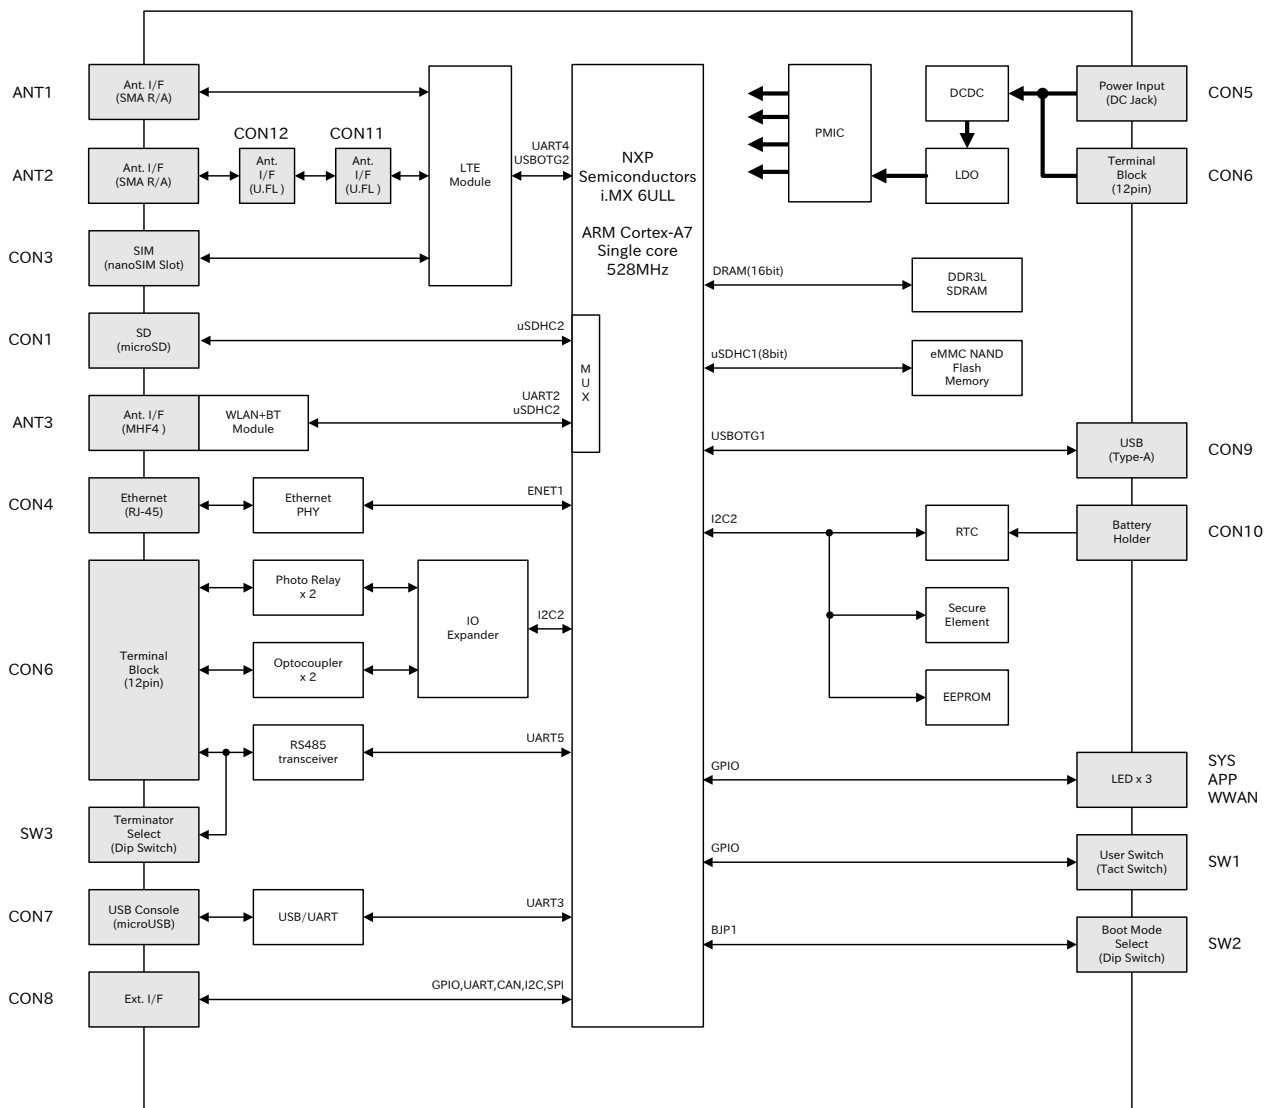 ANT1
Ant. I/F
(SMA R/A)
ANT2
Ant. I/F
(SMA R/A)
CON12
Ant.
I/F
(U.FL )
CON11
Ant.
I/F
(U.FL )
LTE
Module
UART4
USBOTG2
CON3
SIM
(nanoSIM Slot)
CON1
SD
(microSD)
uSDHC2
M
U
X
ANT3
Ant. I/F
(MHF4 )
WLAN+BT
Module
UART2
uSDHC2
CON4
Ethernet
(RJ-45)
Ethernet
PHY
ENET1
CON6
Terminal
Block
(12pin)
Photo Relay
x 2
Optocoupler
x 2
IO
Expander
I2C2
RS485
transceiver
UART5
SW3
Terminator
Select
(Dip Switch)
CON7
USB Console
(microUSB)
USB/UART
UART3
CON8
Ext. I/F
GPIO,UART,CAN,I2C,SPI
NXP
Semiconductors
i.MX 6ULL
ARM Cortex-A7
Single core
528MHz
PMIC
DCDC
LDO
Power Input
(DC Jack)
CON5
Terminal
Block
(12pin)
CON6
DRAM(16bit)
DDR3L
SDRAM
uSDHC1(8bit)
eMMC NAND
Flash
Memory
USBOTG1
USB
(Type-A)
CON9
I2C2
RTC
Battery
Holder
CON10
Secure
Element
EEPROM
GPIO
LED x 3
SYS
APP
WWAN
GPIO
User Switch
(Tact Switch)
SW1
BJP1
Boot Mode
Select
(Dip Switch)
SW2